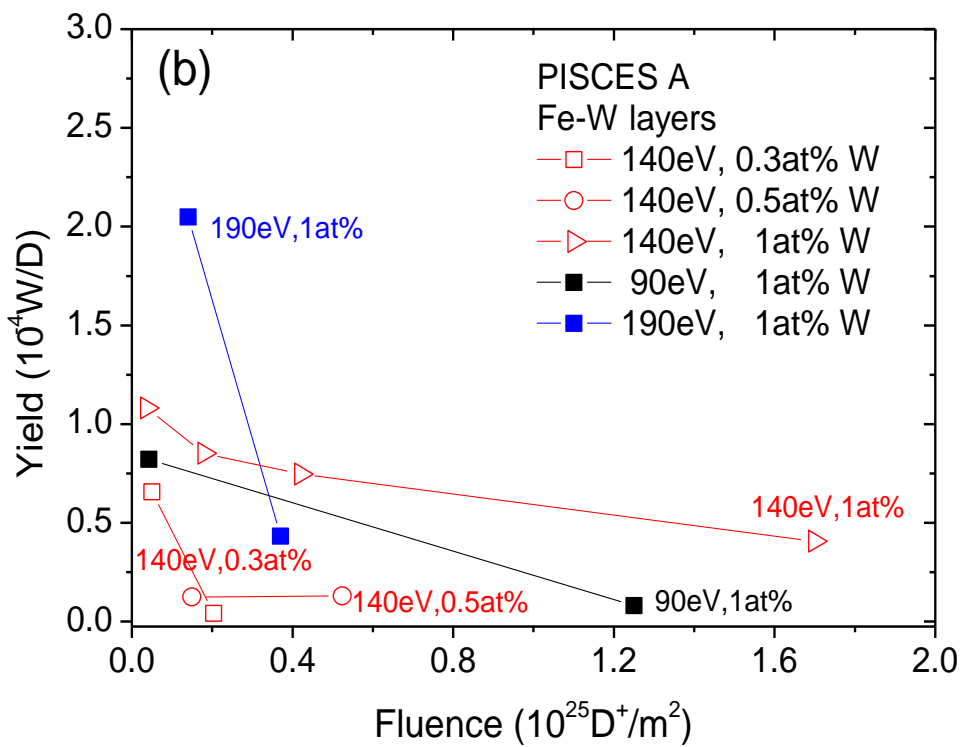 (b)
PISCES A
Fe-W layers
140eV, 0.3at% W
140eV, 0.5at% W
140eV, 1at% W
90eV, 1at% W
190eV, 1at% W
3.0
2.5
2.0
1.5
1.0
0.5
0.0
Yield (10⁻⁴W/D)
190eV,1at%
140eV,1at%
140eV,0.3at%
140eV,0.5at%
90eV,1at%
0.0 0.4 0.8 1.2 1.6 2.0
Fluence (10²⁵D⁺/m²)